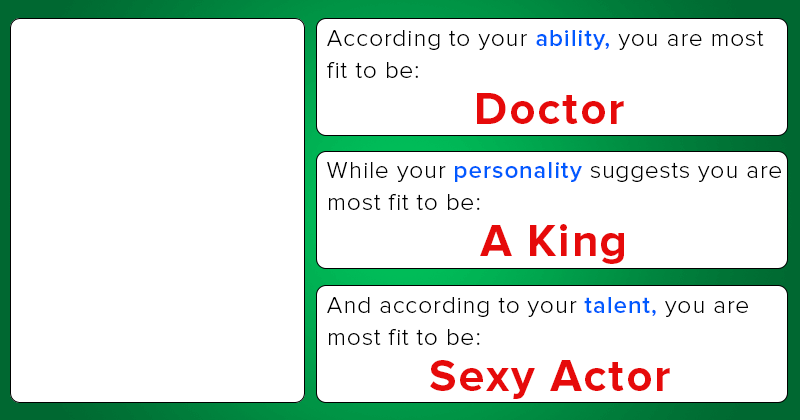 According to your ability, you are most
fit to be:
Doctor
While your personality suggests you are
most fit to be:
A King
And according to your talent, you are
most fit to be:
Sexy Actor